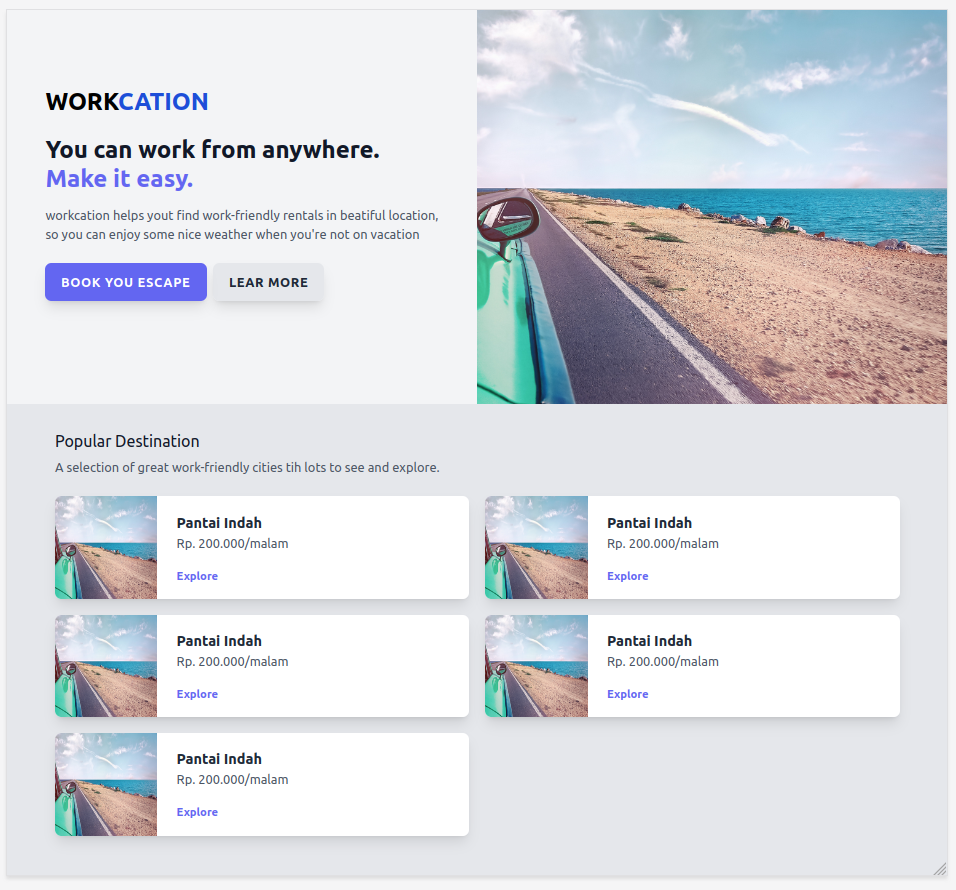 WORKCATION
You can work from anywhere.
Make it easy.
workcation helps yout find work-friendly rentals in beatiful location,
so you can enjoy some nice weather when you're not on vacation
BOOK YOU ESCAPE
LEAR MORE
Popular Destination
A selection of great work-friendly cities tih lots to see and explore.
Pantai Indah
Rp. 200.000/malam
Explore
Pantai Indah
Rp. 200.000/malam
Explore
Pantai Indah
Rp. 200.000/malam
Explore
Pantai Indah
Rp. 200.000/malam
Explore
Pantai Indah
Rp. 200.000/malam
Explore